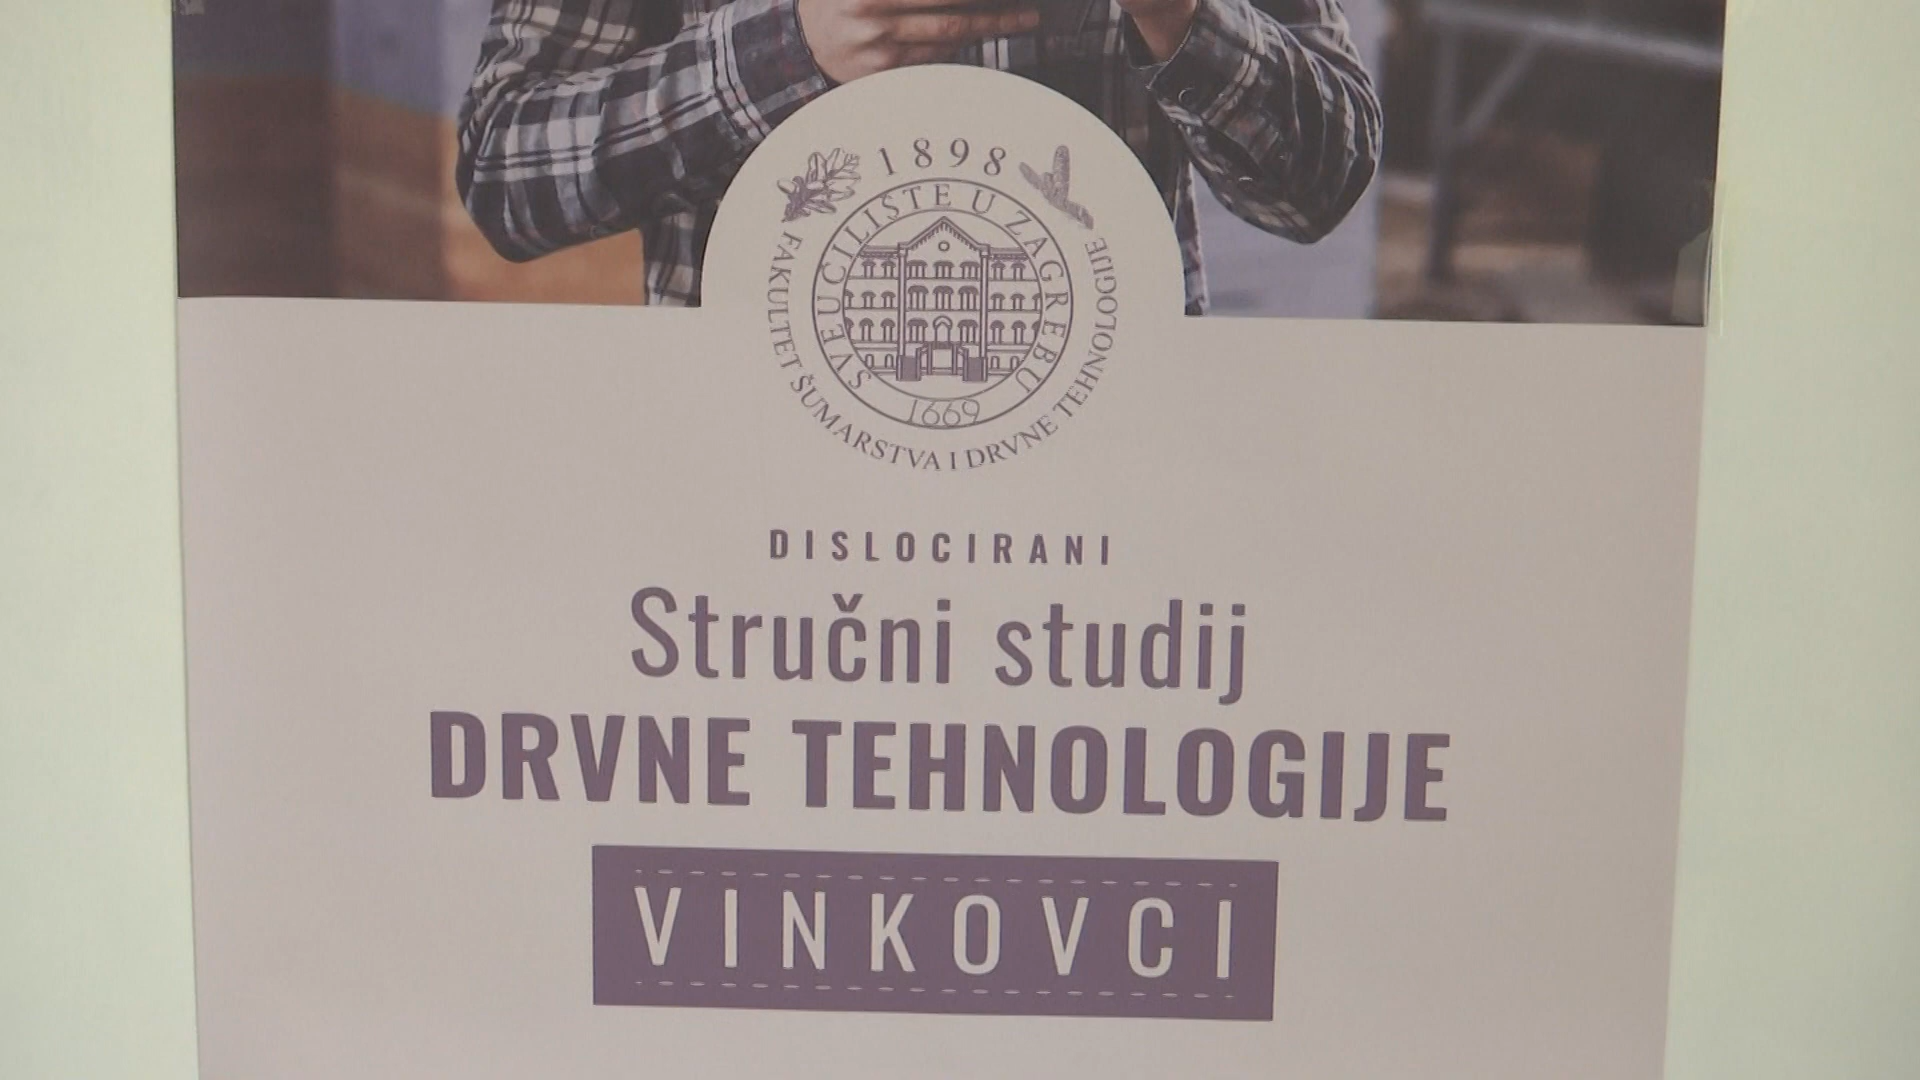 1898
SVEUČILIŠTE U ZAGREBU
1669
FAKULTET ŠUMARSTVA I DRVNE TEHNOLOGIJE
DISLOCIRANI
Stručni studij
DRVNE TEHNOLOGIJE
VINKOVCI